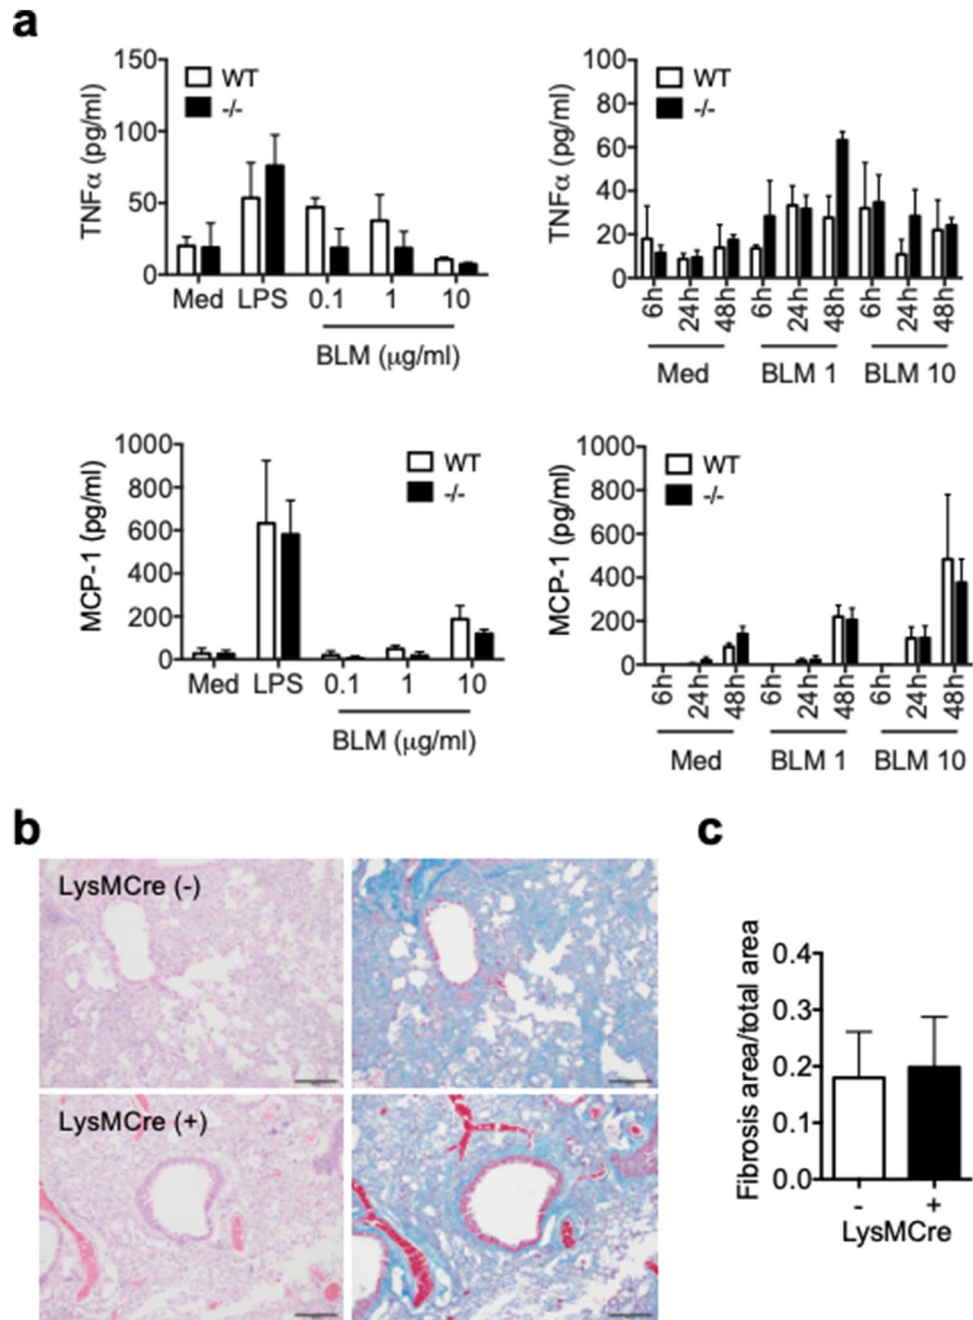 a
150
100
50
0
TNFα (pg/ml)
WT
-/-
Med LPS 0.1 1 10
BLM (μg/ml)
100
80
60
40
20
0
TNFα (pg/ml)
WT
-/-
6h 24h 48h 6h 24h 48h 6h 24h 48h
Med BLM 1 BLM 10
1000
800
600
400
200
0
MCP-1 (pg/ml)
WT
-/-
Med LPS 0.1 1 10
BLM (μg/ml)
1000
800
600
400
200
0
MCP-1 (pg/ml)
WT
-/-
6h 24h 48h 6h 24h 48h 6h 24h 48h
Med BLM 1 BLM 10
b
LysMCre (-)
LysMCre (+)
c
0.4
0.3
0.2
0.1
0.0
Fibrosis area/total area
- +
LysMCre